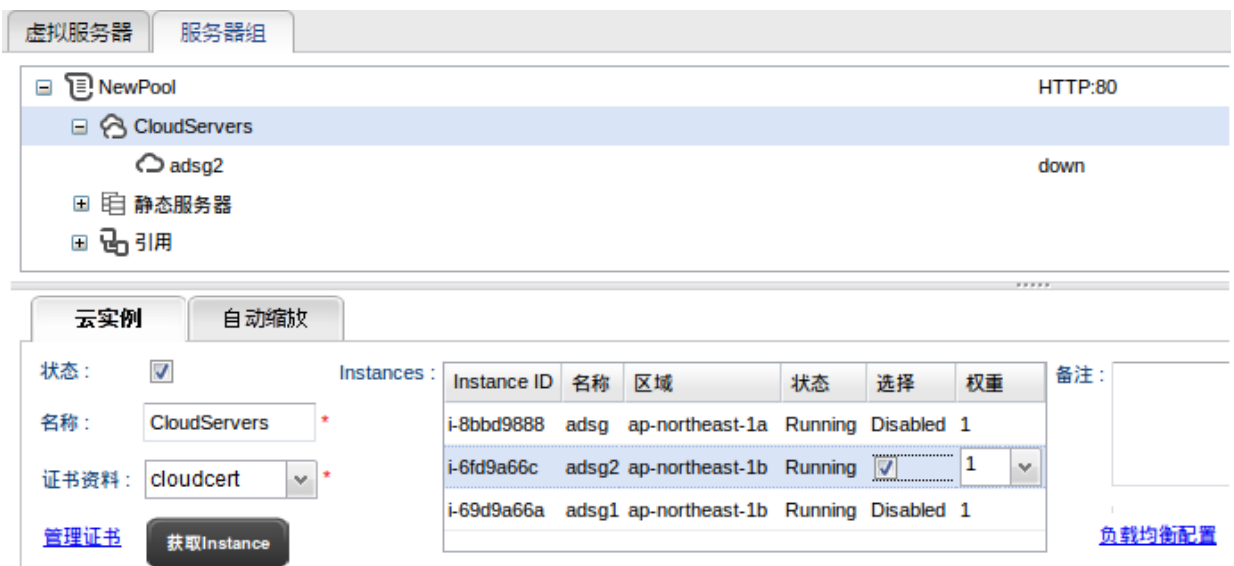 虚拟服务器 服务器组
NewPool HTTP:80
CloudServers
adsg2 down
静态服务器
引用
云实例 自动缩放
状态： Instances： Instance ID 名称 区域 状态 选择 权重 备注：
i-8bbd9888 adsg ap-northeast-1a Running Disabled 1
名称： CloudServers *
i-6fd9a66c adsg2 ap-northeast-1b Running 1
证书资料： cloudcert *
i-69d9a66a adsg1 ap-northeast-1b Running Disabled 1
管理证书 获取Instance 负载均衡配置